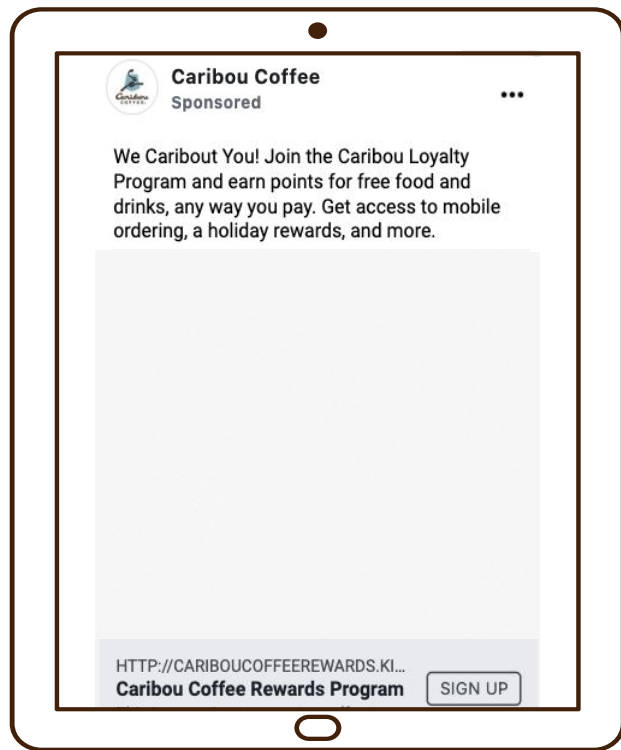 Caribou Coffee
Sponsored
We Caribout You! Join the Caribou Loyalty
Program and earn points for free food and
drinks, any way you pay. Get access to mobile
ordering, a holiday rewards, and more.
HTTP://CARIBOUCOFFEEREWARDS.KI...
Caribou Coffee Rewards Program
SIGN UP